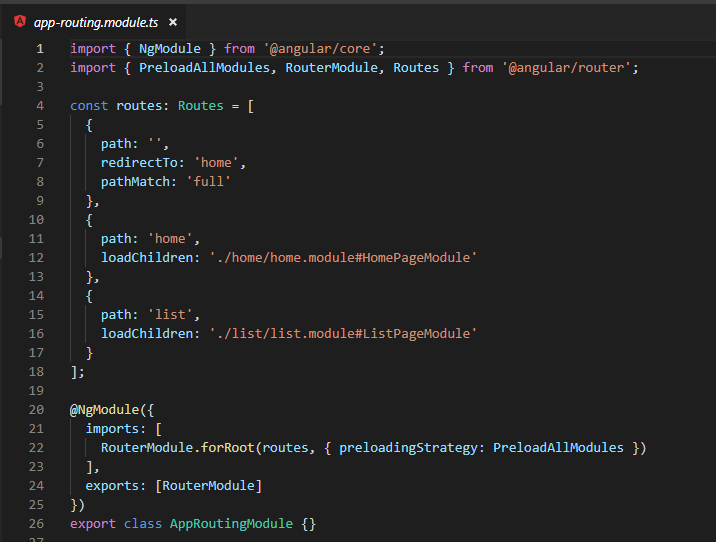 app-routing.module.ts ×
1 import { NgModule } from '@angular/core';
2 import { PreloadAllModules, RouterModule, Routes } from '@angular/router';
3
4 const routes: Routes = [
5   {
6     path: '',
7     redirectTo: 'home',
8     pathMatch: 'full'
9   },
10   {
11     path: 'home',
12     loadChildren: './home/home.module#HomePageModule'
13   },
14   {
15     path: 'list',
16     loadChildren: './list/list.module#ListPageModule'
17   }
18 ];
19
20 @NgModule({
21   imports: [
22     RouterModule.forRoot(routes, { preloadingStrategy: PreloadAllModules })
23   ],
24   exports: [RouterModule]
25 })
26 export class AppRoutingModule {}
27